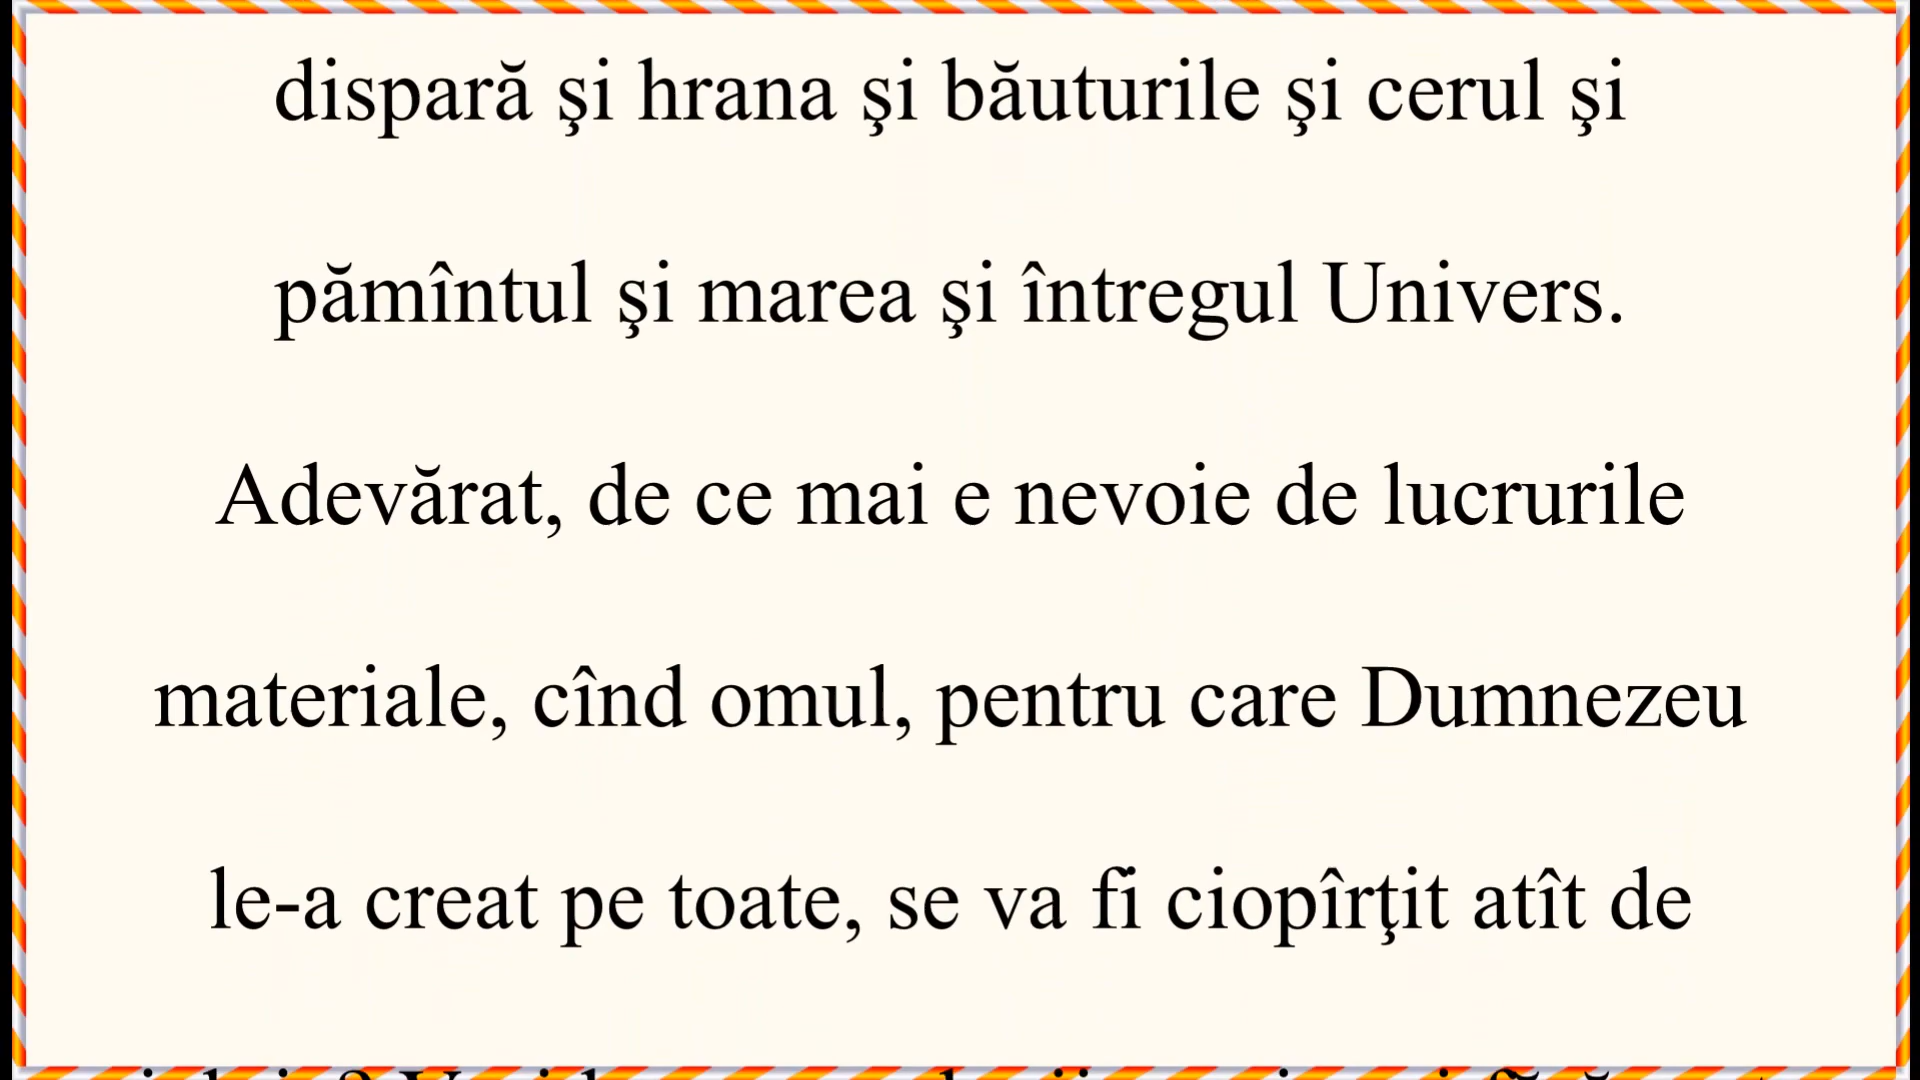 dispară şi hrana şi băuturile şi cerul şi
pămîntul şi marea şi întregul Univers.
Adevărat, de ce mai e nevoie de lucrurile
materiale, cînd omul, pentru care Dumnezeu
le-a creat pe toate, se va fi ciopîrţit atît de